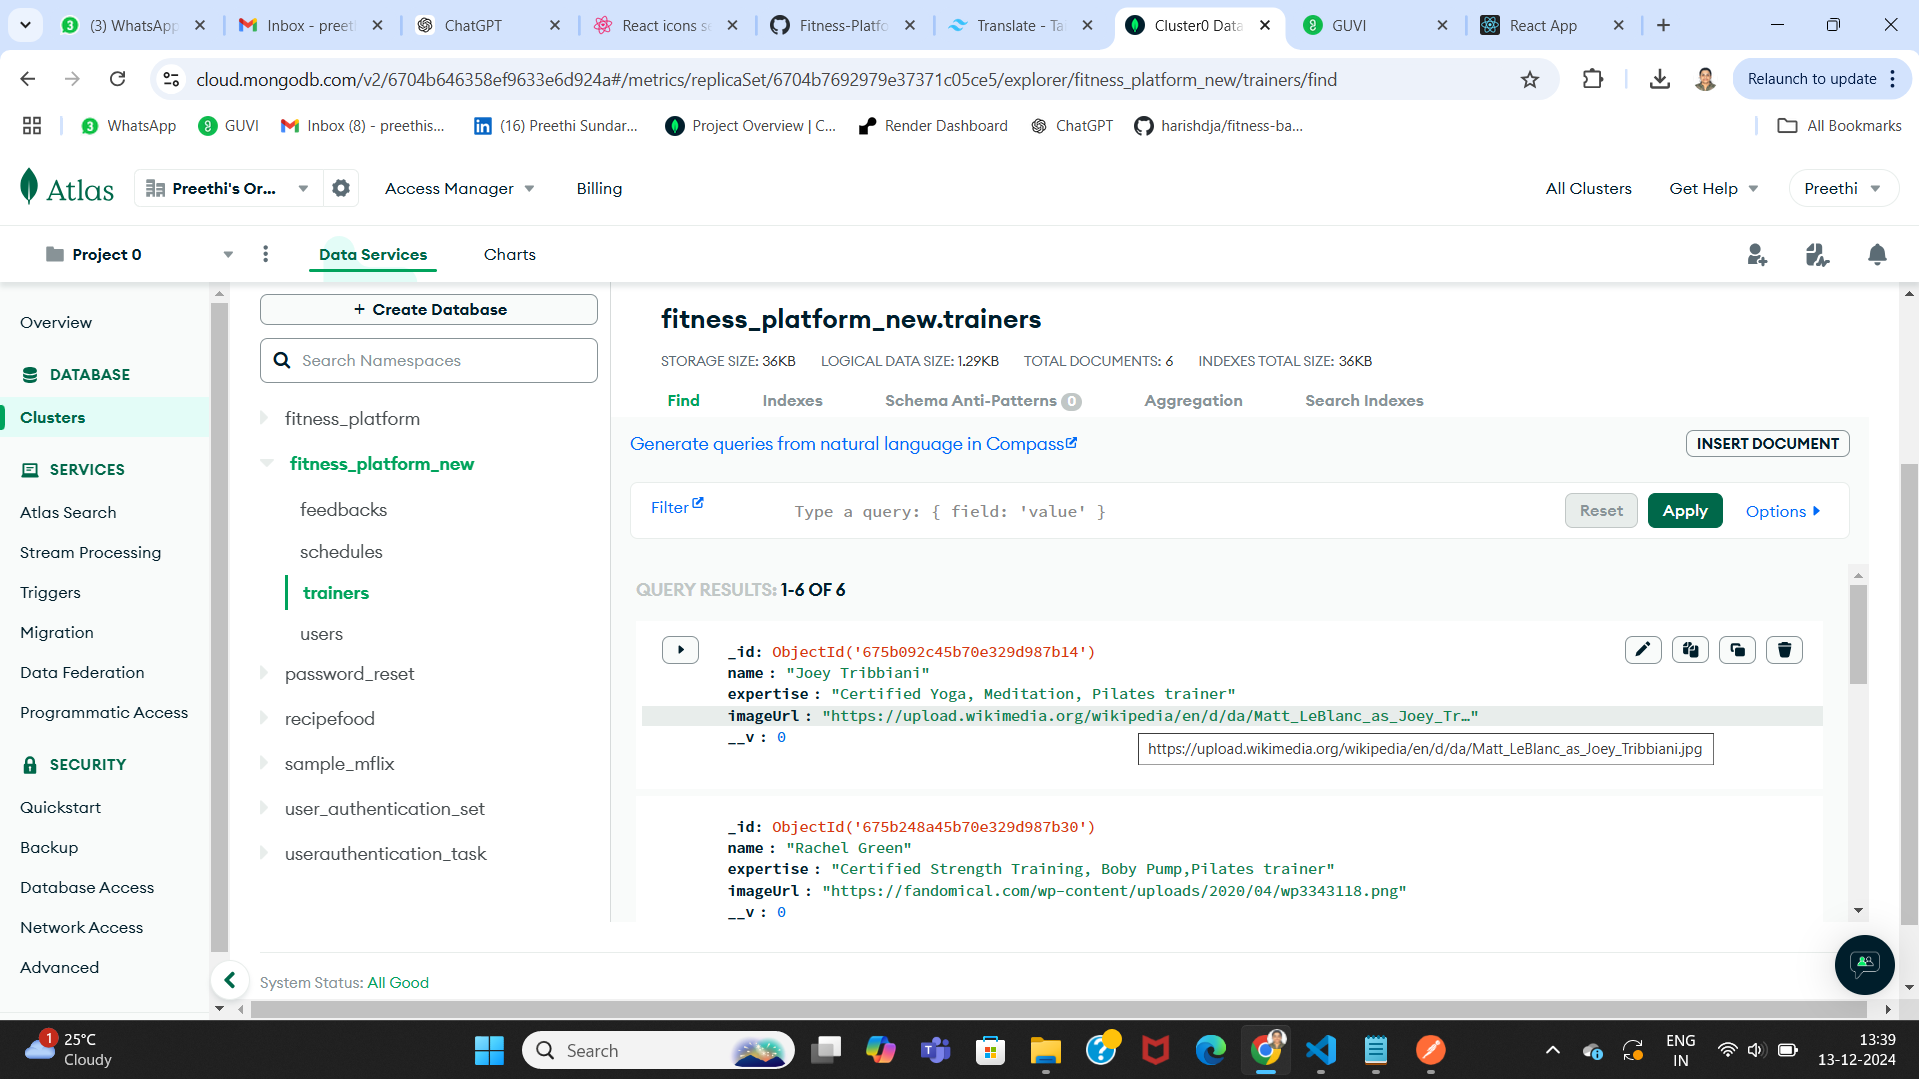 (3) WhatsApp
Inbox - preeth
ChatGPT
React icons se
Fitness-Platfo
Translate - Tai
Cluster0 Data
GUVI
React App
cloud.mongodb.com/v2/6704b646358ef9633e6d924a#/metrics/replicaSet/6704b7692979e37371c05ce5/explorer/fitness_platform_new/trainers/find
Relaunch to update
3 WhatsApp
GUVI
Inbox (8) - preethis...
(16) Preethi Sundar...
Project Overview | C...
Render Dashboard
ChatGPT
harishdja/fitness-ba...
All Bookmarks
Atlas
Preethi's Or...
Access Manager
Billing
All Clusters
Get Help
Preethi
Project 0
Data Services
Charts
Overview
DATABASE
Clusters
SERVICES
Atlas Search
Stream Processing
Triggers
Migration
Data Federation
Programmatic Access
SECURITY
Quickstart
Backup
Database Access
Network Access
Advanced
+ Create Database
Search Namespaces
fitness_platform
fitness_platform_new
feedbacks
schedules
trainers
users
password_reset
recipefood
sample_mflix
user_authentication_set
userauthentication_task
fitness_platform_new.trainers
STORAGE SIZE: 36KB LOGICAL DATA SIZE: 1.29KB TOTAL DOCUMENTS: 6 INDEXES TOTAL SIZE: 36KB
Find Indexes Schema Anti-Patterns 0 Aggregation Search Indexes
Generate queries from natural language in Compass
INSERT DOCUMENT
Filter
Type a query: { field: 'value' }
Reset
Apply
Options
QUERY RESULTS: 1-6 OF 6
_id: ObjectId('675b092c45b70e329d987b14')
name : "Joey Tribbiani"
expertise : "Certified Yoga, Meditation, Pilates trainer"
imageUrl : "https://upload.wikimedia.org/wikipedia/en/d/da/Matt_LeBlanc_as_Joey_Tr…"
__v : 0
https://upload.wikimedia.org/wikipedia/en/d/da/Matt_LeBlanc_as_Joey_Tribbiani.jpg
_id: ObjectId('675b248a45b70e329d987b30')
name : "Rachel Green"
expertise : "Certified Strength Training, Boby Pump,Pilates trainer"
imageUrl : "https://fandomical.com/wp-content/uploads/2020/04/wp3343118.png"
__v : 0
System Status: All Good
1
25°C
Cloudy
Search
ENG
IN
13:39
13-12-2024